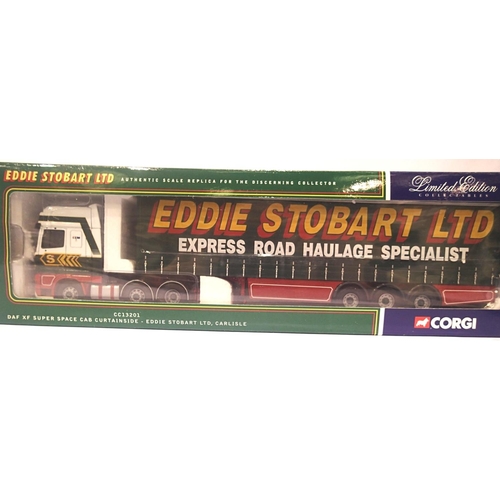 EDDIE STOBART LTD AUTHENTIC SCALE REPLICA FOR THE DISCERNING COLLECTOR
Limited Edition
COLLECTABLES
EDDIE STOBART LTD
EXPRESS ROAD HAULAGE SPECIALIST
S
CC13201
DAF XF SUPER SPACE CAB CURTAINSIDE - EDDIE STOBART LTD, CARLISLE
CORGI